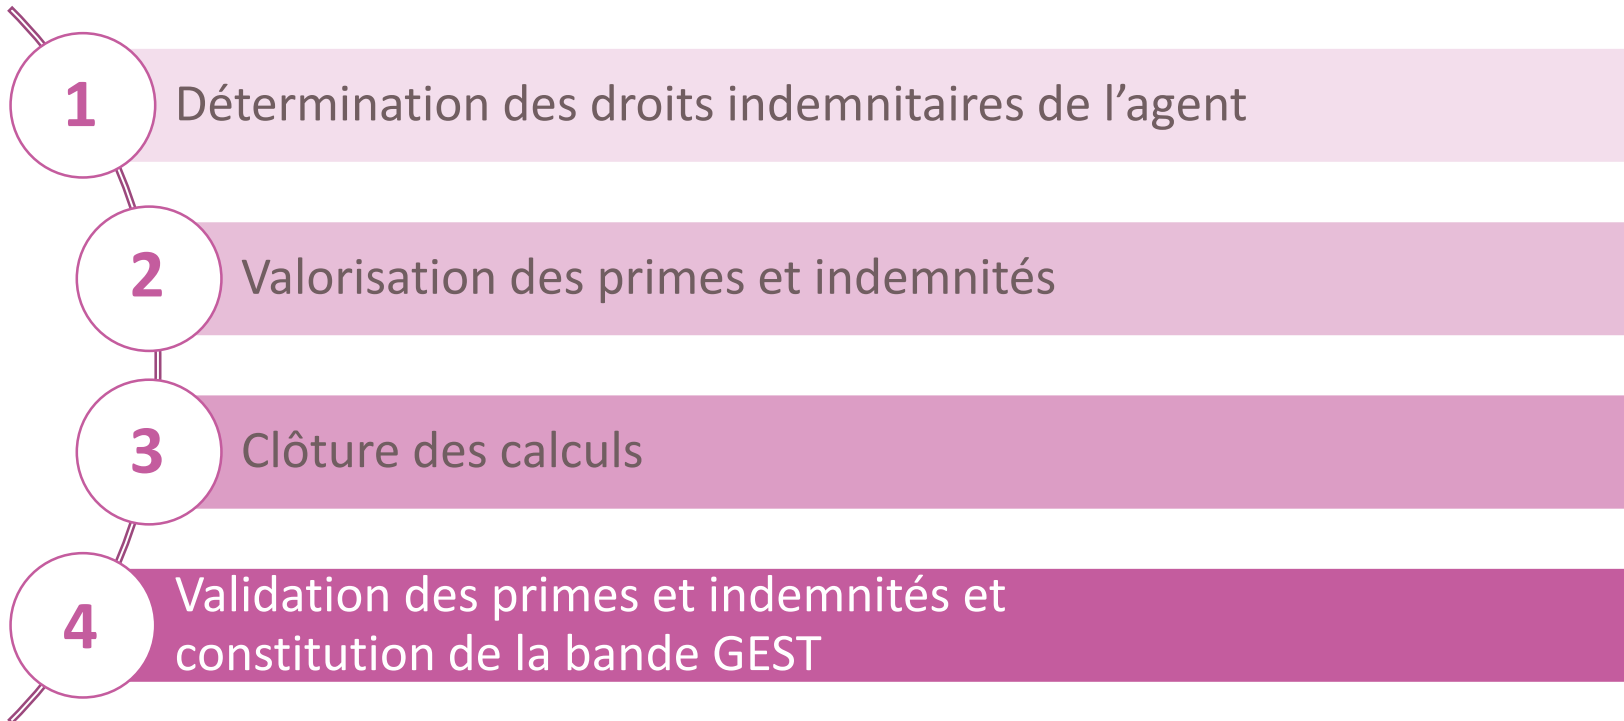 1
Détermination des droits indemnitaires de l’agent
2
Valorisation des primes et indemnités
3
Clôture des calculs
4
Validation des primes et indemnités et
constitution de la bande GEST